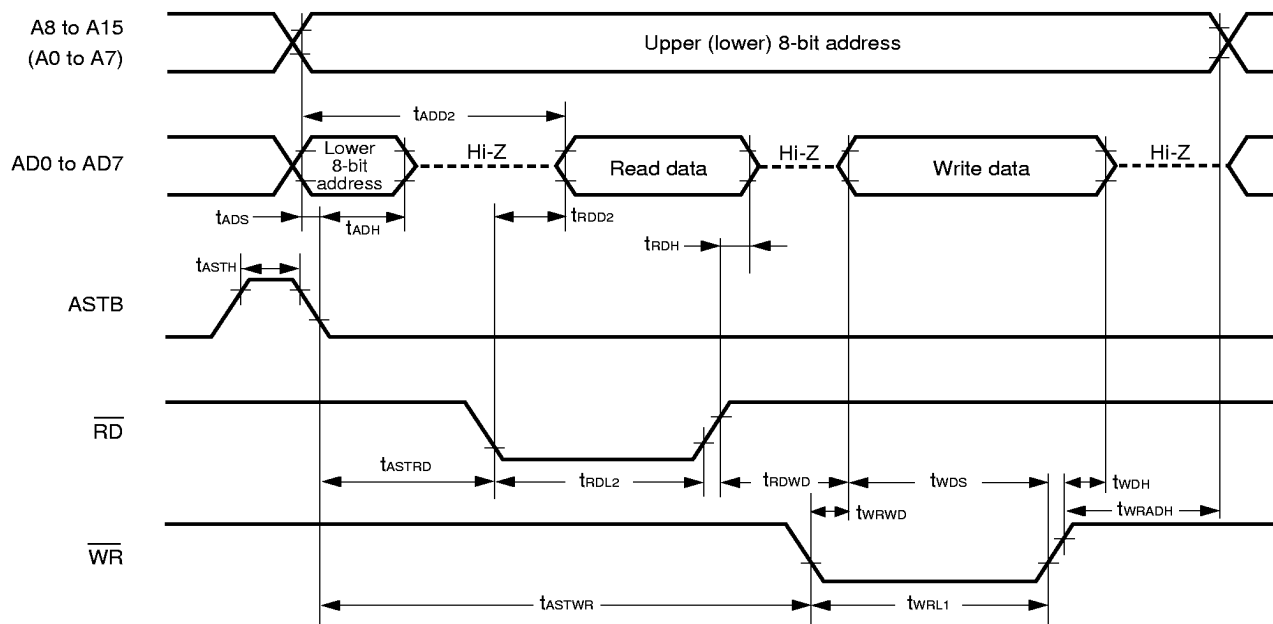 A8 to A15
(A0 to A7)
Upper (lower) 8-bit address
tADD2
AD0 to AD7
Lower
8-bit
address
Hi-Z
Read data
Hi-Z
Write data
Hi-Z
tADS
tADH
tRDD2
tRDH
tASTH
ASTB
RD
tASTRD
tRDL2
tRDWD
tWDS
tWDH
tWRWD
tWRADH
WR
tASTWR
tWRL1